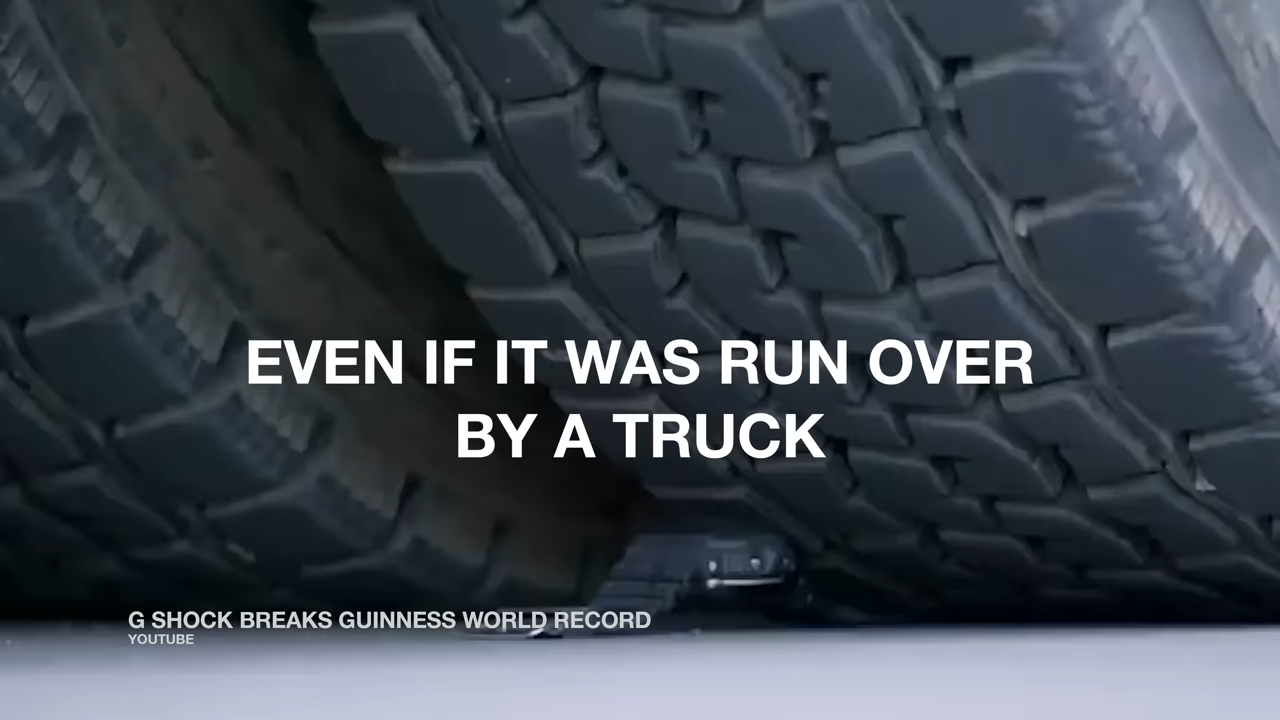 EVEN IF IT WAS RUN OVER
BY A TRUCK
G SHOCK BREAKS GUINNESS WORLD RECORD
YOUTUBE